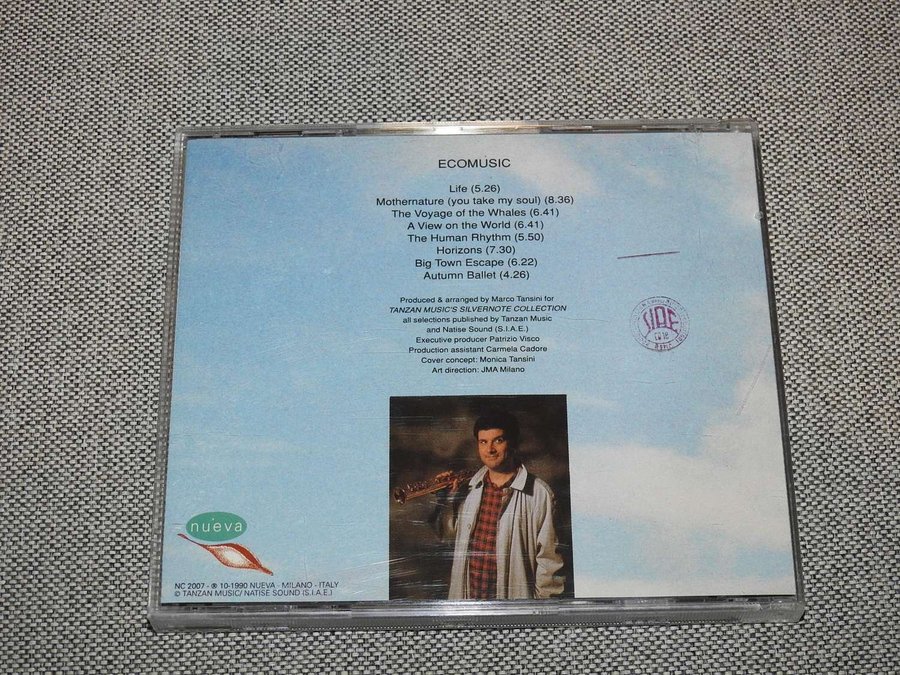 ECOMUSIC
Life (5.26)
Mothernature (you take my soul) (8.36)
The Voyage of the Whales (6.41)
A View on the World (6.41)
The Human Rhythm (5.50)
Horizons (7.30)
Big Town Escape (6.22)
Autumn Ballet (4.26)
Produced & arranged by Marco Tansini for
TANZAN MUSIC'S SILVERNOTE COLLECTION
all selections published by Tanzan Music
and Natise Sound (S.I.A.E.)
Executive producer Patrizio Visco
Production assistant Carmela Cadore
Cover concept: Monica Tansini
Art direction: JMA Milano
nueva
NC 2007 - ℗ 10-1990 NUEVA - MILANO - ITALY
© TANZAN MUSIC/ NATISE SOUND (S.I.A.E.)